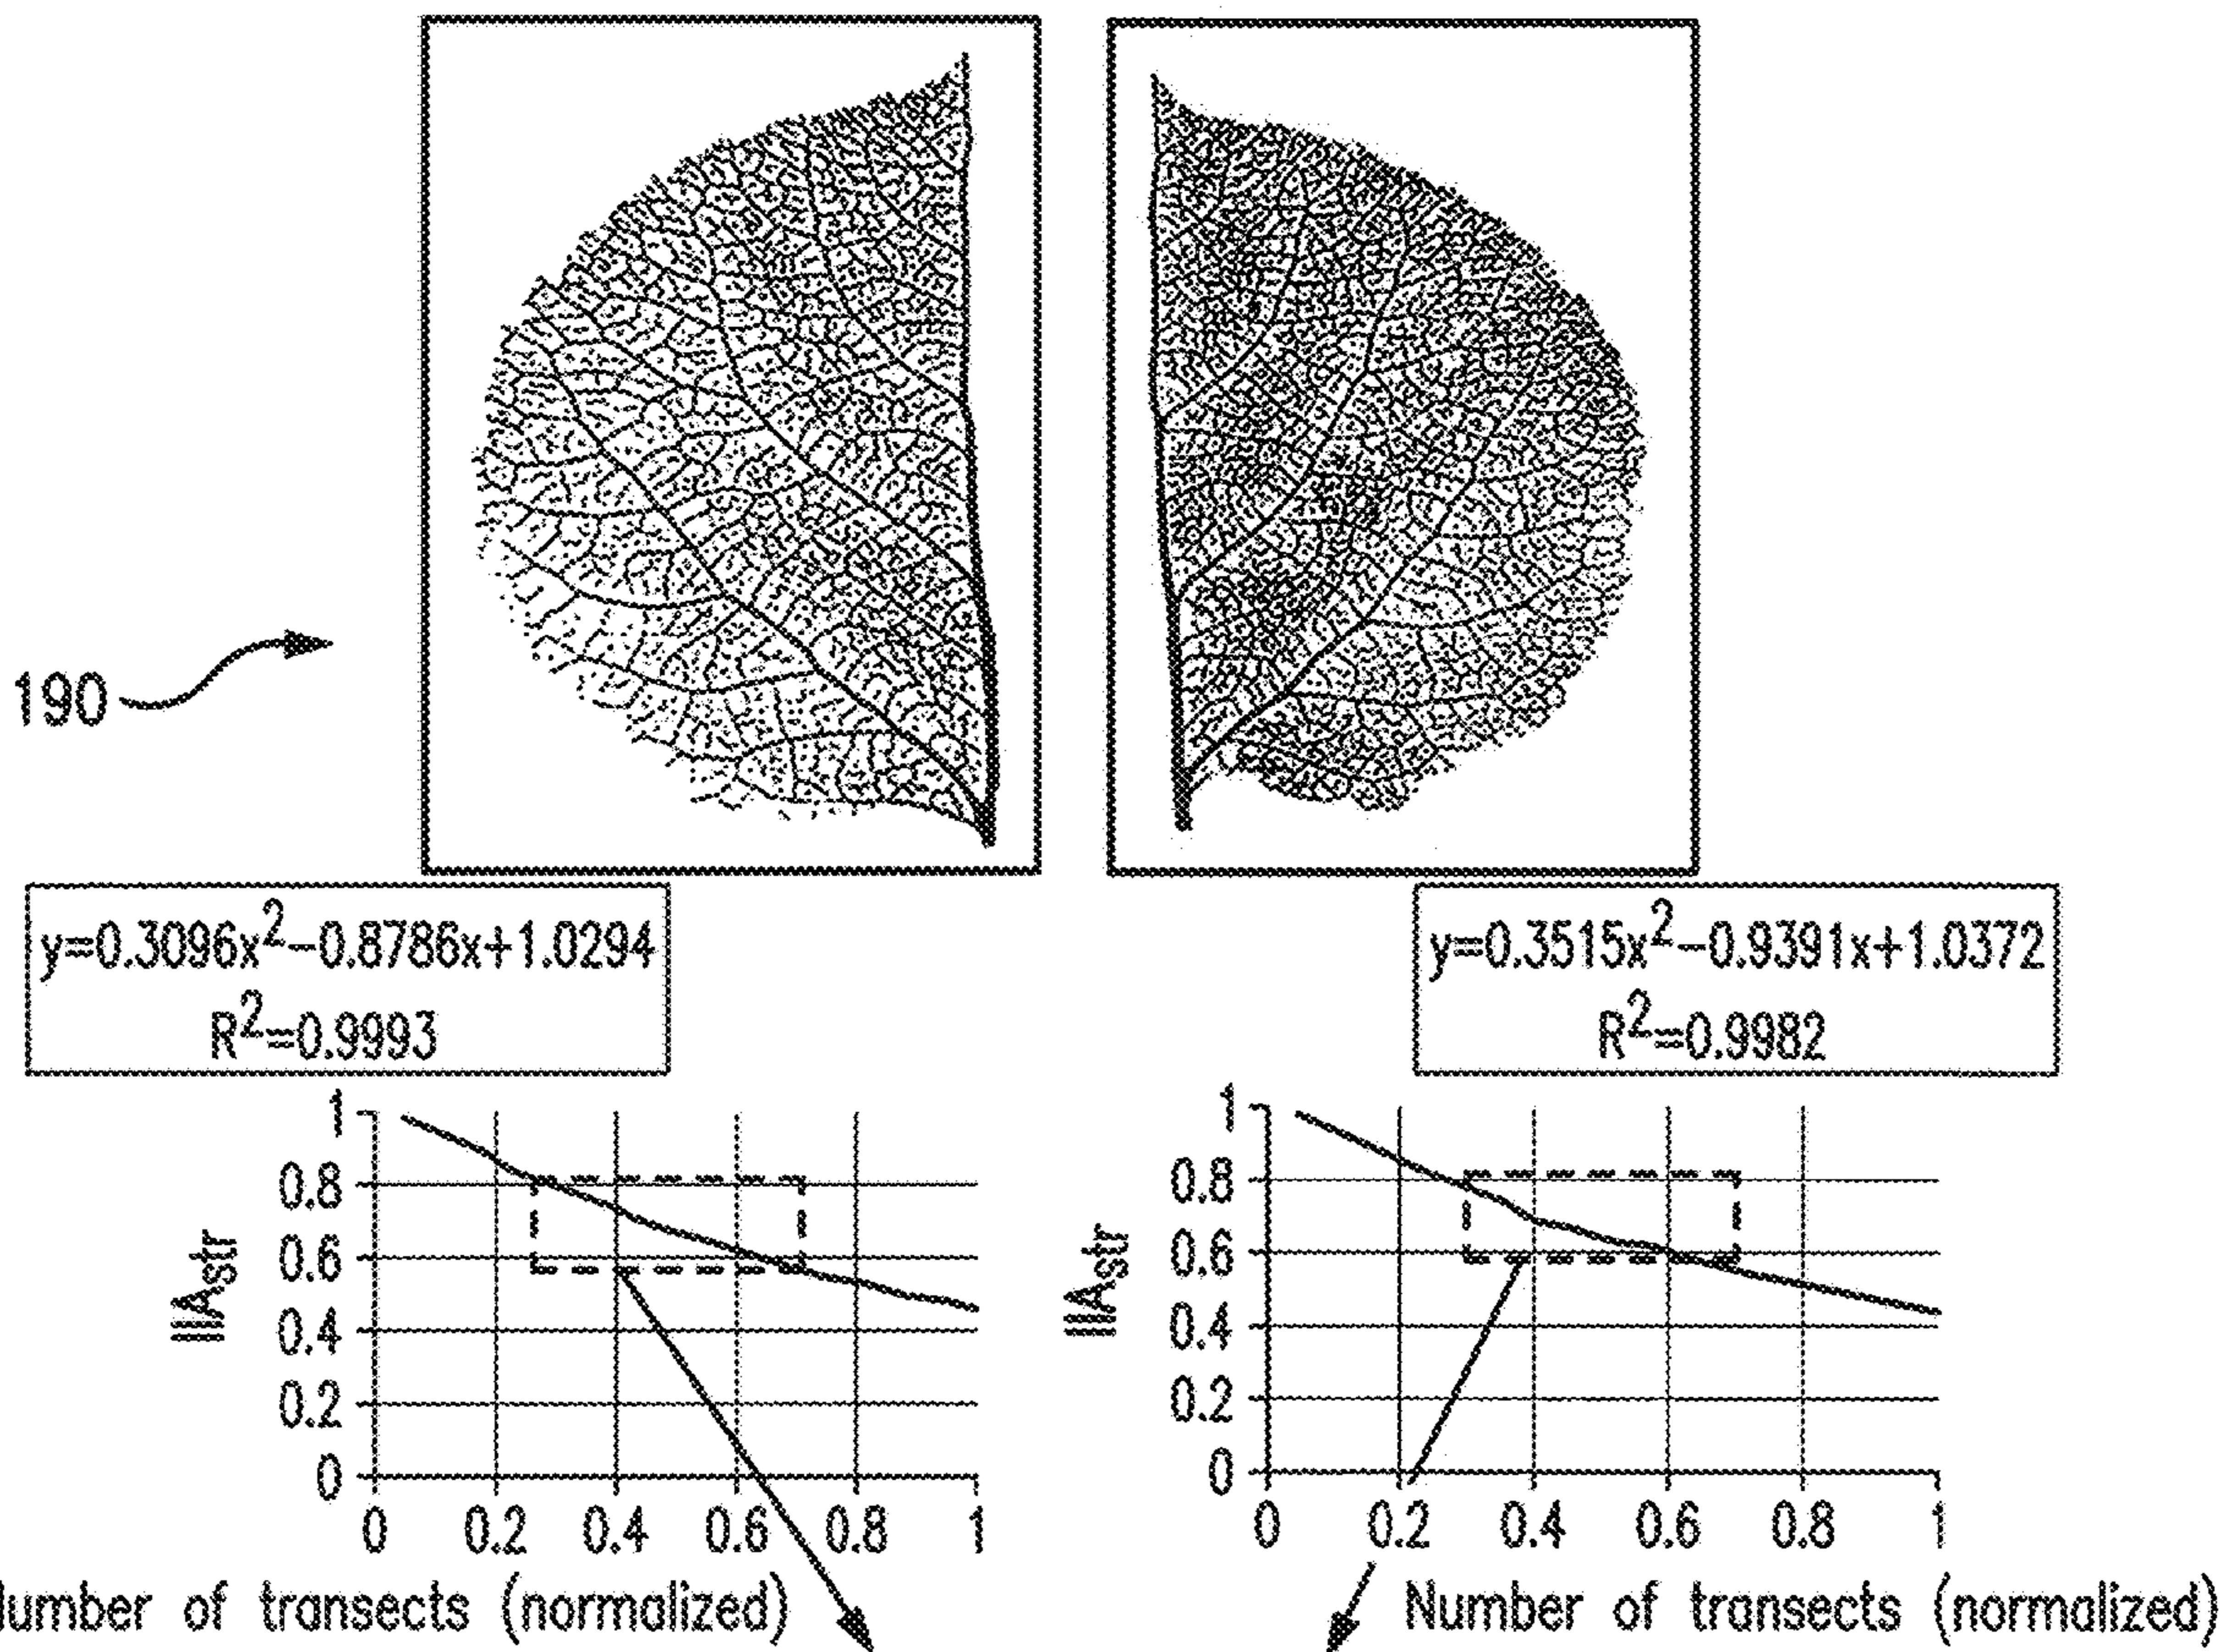 190
y=0.3096x²-0.8786x+1.0294
R²=0.9993
y=0.3515x²-0.9391x+1.0372
R²=0.9982
1
0.8
0.6
0.4
0.2
0
IIAstr
0 0.2 0.4 0.6 0.8 1
of transects (normalized)
1
0.8
0.6
0.4
0.2
0
IIAstr
0 0.2 0.4 0.6 0.8 1
Number of transects (normalized)